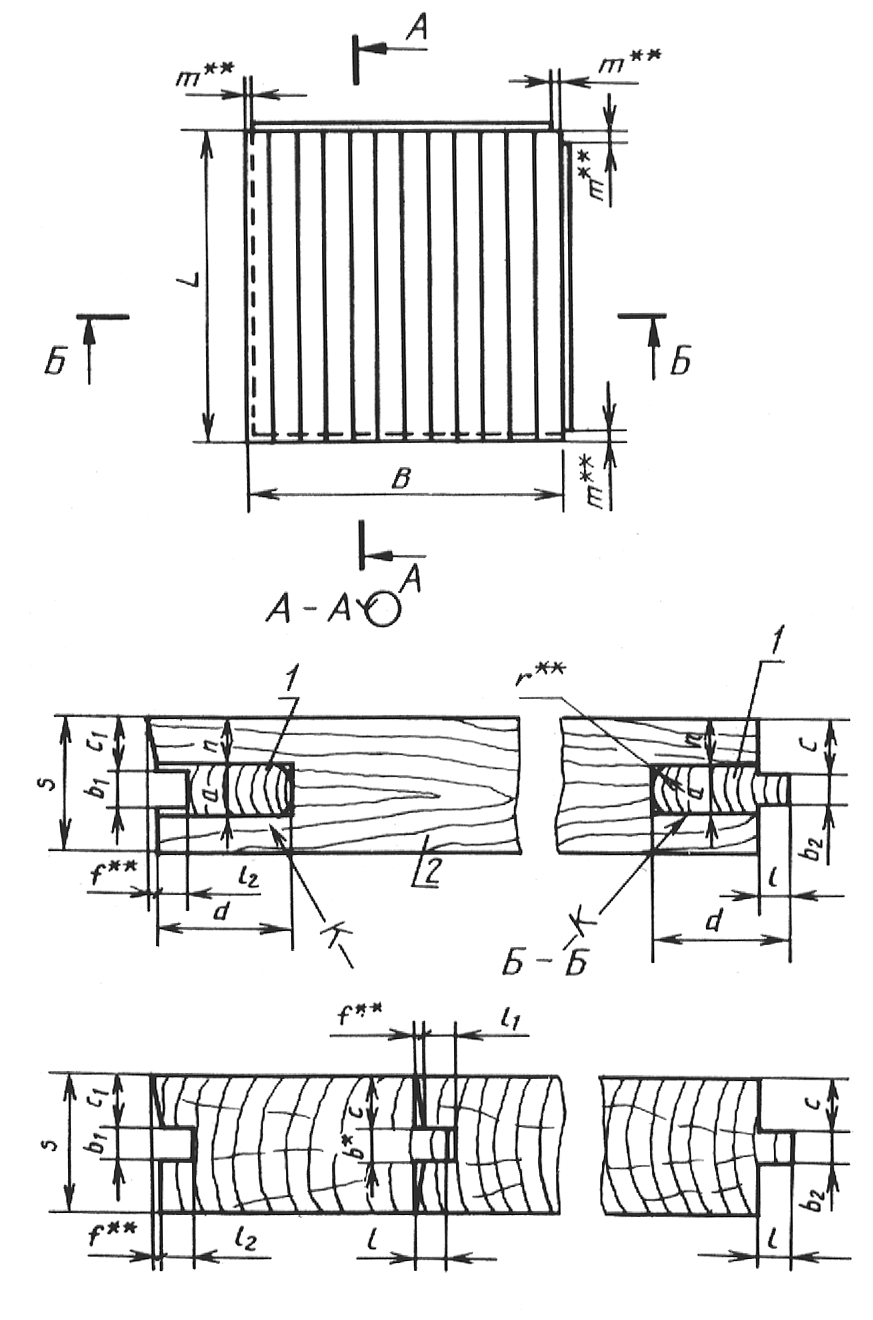 A
m** m**
m**
L
Б Б
B
m**
A
A - A
1 r** 1
s c₁ n n c
b₁ a a b₂
f** l₂ 2 l
d К К d
Б - Б
f** l₁
s c₁ c c
b₁ b* b₂
f** l₂ l l